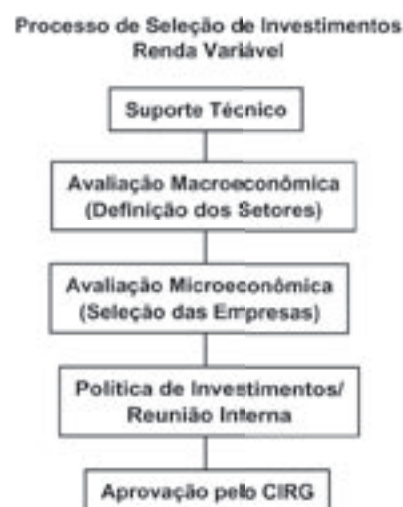 Processo de Seleção de Investimentos
Renda Variável
Suporte Técnico
Avaliação Macroeconômica
(Definição dos Setores)
Avaliação Microeconômica
(Seleção das Empresas)
Política de Investimentos/
Reunião Interna
Aprovação pelo CIRG